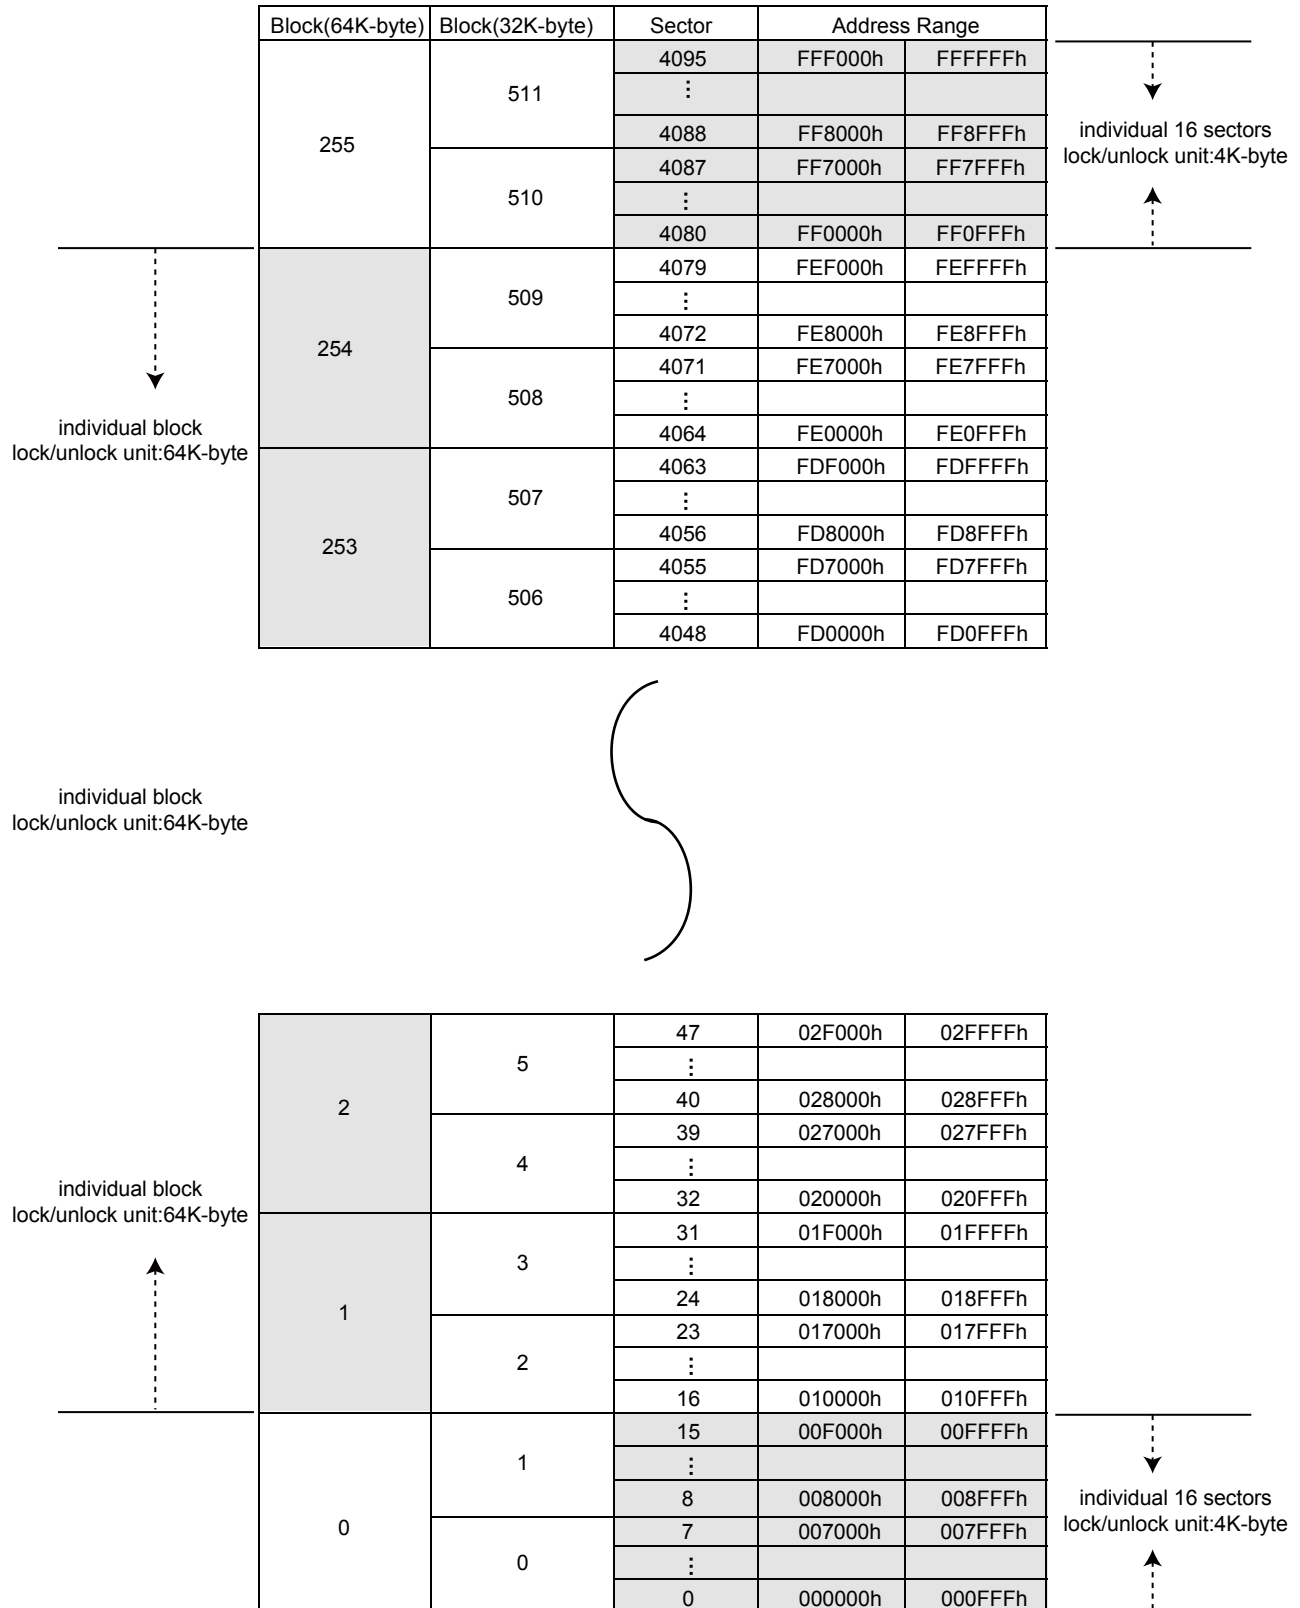 Block(64K-byte) Block(32K-byte) Sector Address Range
4095 FFF000h FFFFFFh
511 ⋮
4088 FF8000h FF8FFFh
255
4087 FF7000h FF7FFFh
510 ⋮
4080 FF0000h FF0FFFh
individual 16 sectors
lock/unlock unit:4K-byte
4079 FEF000h FEFFFFh
509 ⋮
4072 FE8000h FE8FFFh
254
4071 FE7000h FE7FFFh
508 ⋮
4064 FE0000h FE0FFFh
individual block
lock/unlock unit:64K-byte
4063 FDF000h FDFFFFh
507 ⋮
4056 FD8000h FD8FFFh
253
4055 FD7000h FD7FFFh
506 ⋮
4048 FD0000h FD0FFFh
individual block
lock/unlock unit:64K-byte
47 02F000h 02FFFFh
5 ⋮
40 028000h 028FFFh
2
39 027000h 027FFFh
4 ⋮
32 020000h 020FFFh
individual block
lock/unlock unit:64K-byte
31 01F000h 01FFFFh
3 ⋮
24 018000h 018FFFh
1
23 017000h 017FFFh
2 ⋮
16 010000h 010FFFh
15 00F000h 00FFFFh
1 ⋮
8 008000h 008FFFh
0
7 007000h 007FFFh
0 ⋮
0 000000h 000FFFh
individual 16 sectors
lock/unlock unit:4K-byte